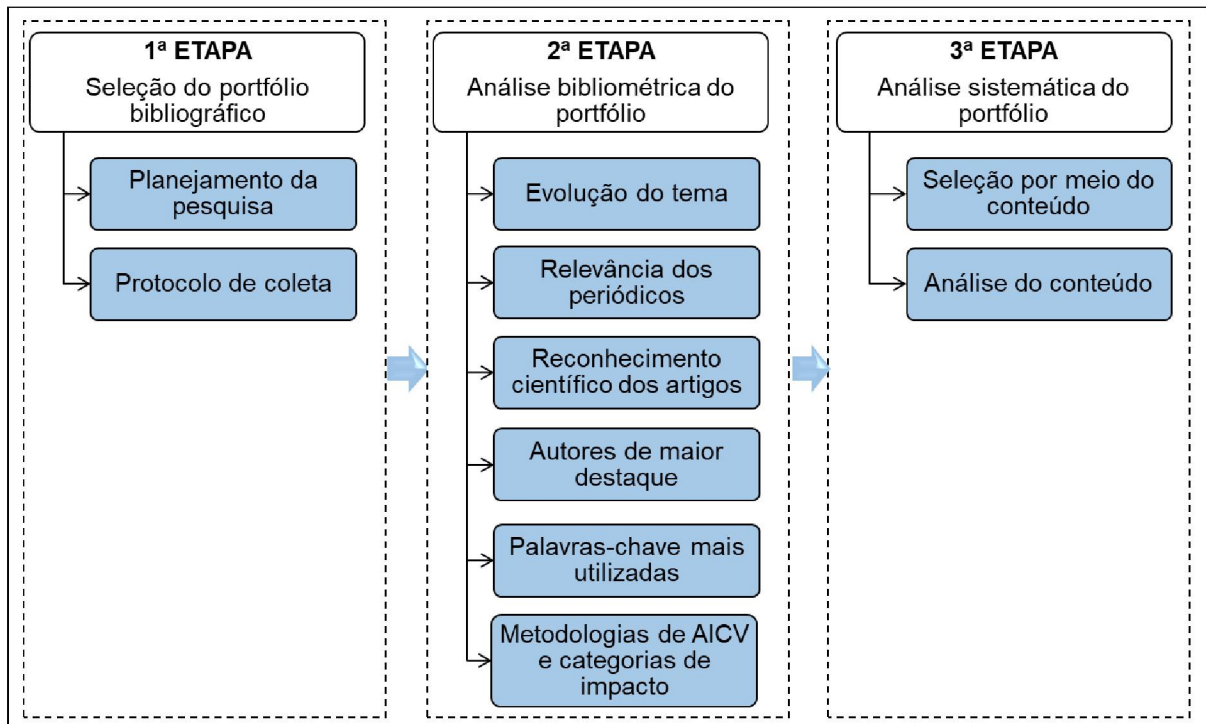 1ª ETAPA
Seleção do portfólio
bibliográfico
Planejamento da
pesquisa
Protocolo de coleta
2ª ETAPA
Análise bibliométrica do
portfólio
Evolução do tema
Relevância dos
periódicos
Reconhecimento
científico dos artigos
Autores de maior
destaque
Palavras-chave mais
utilizadas
Metodologias de AICV
e categorias de
impacto
3ª ETAPA
Análise sistemática do
portfólio
Seleção por meio do
conteúdo
Análise do conteúdo